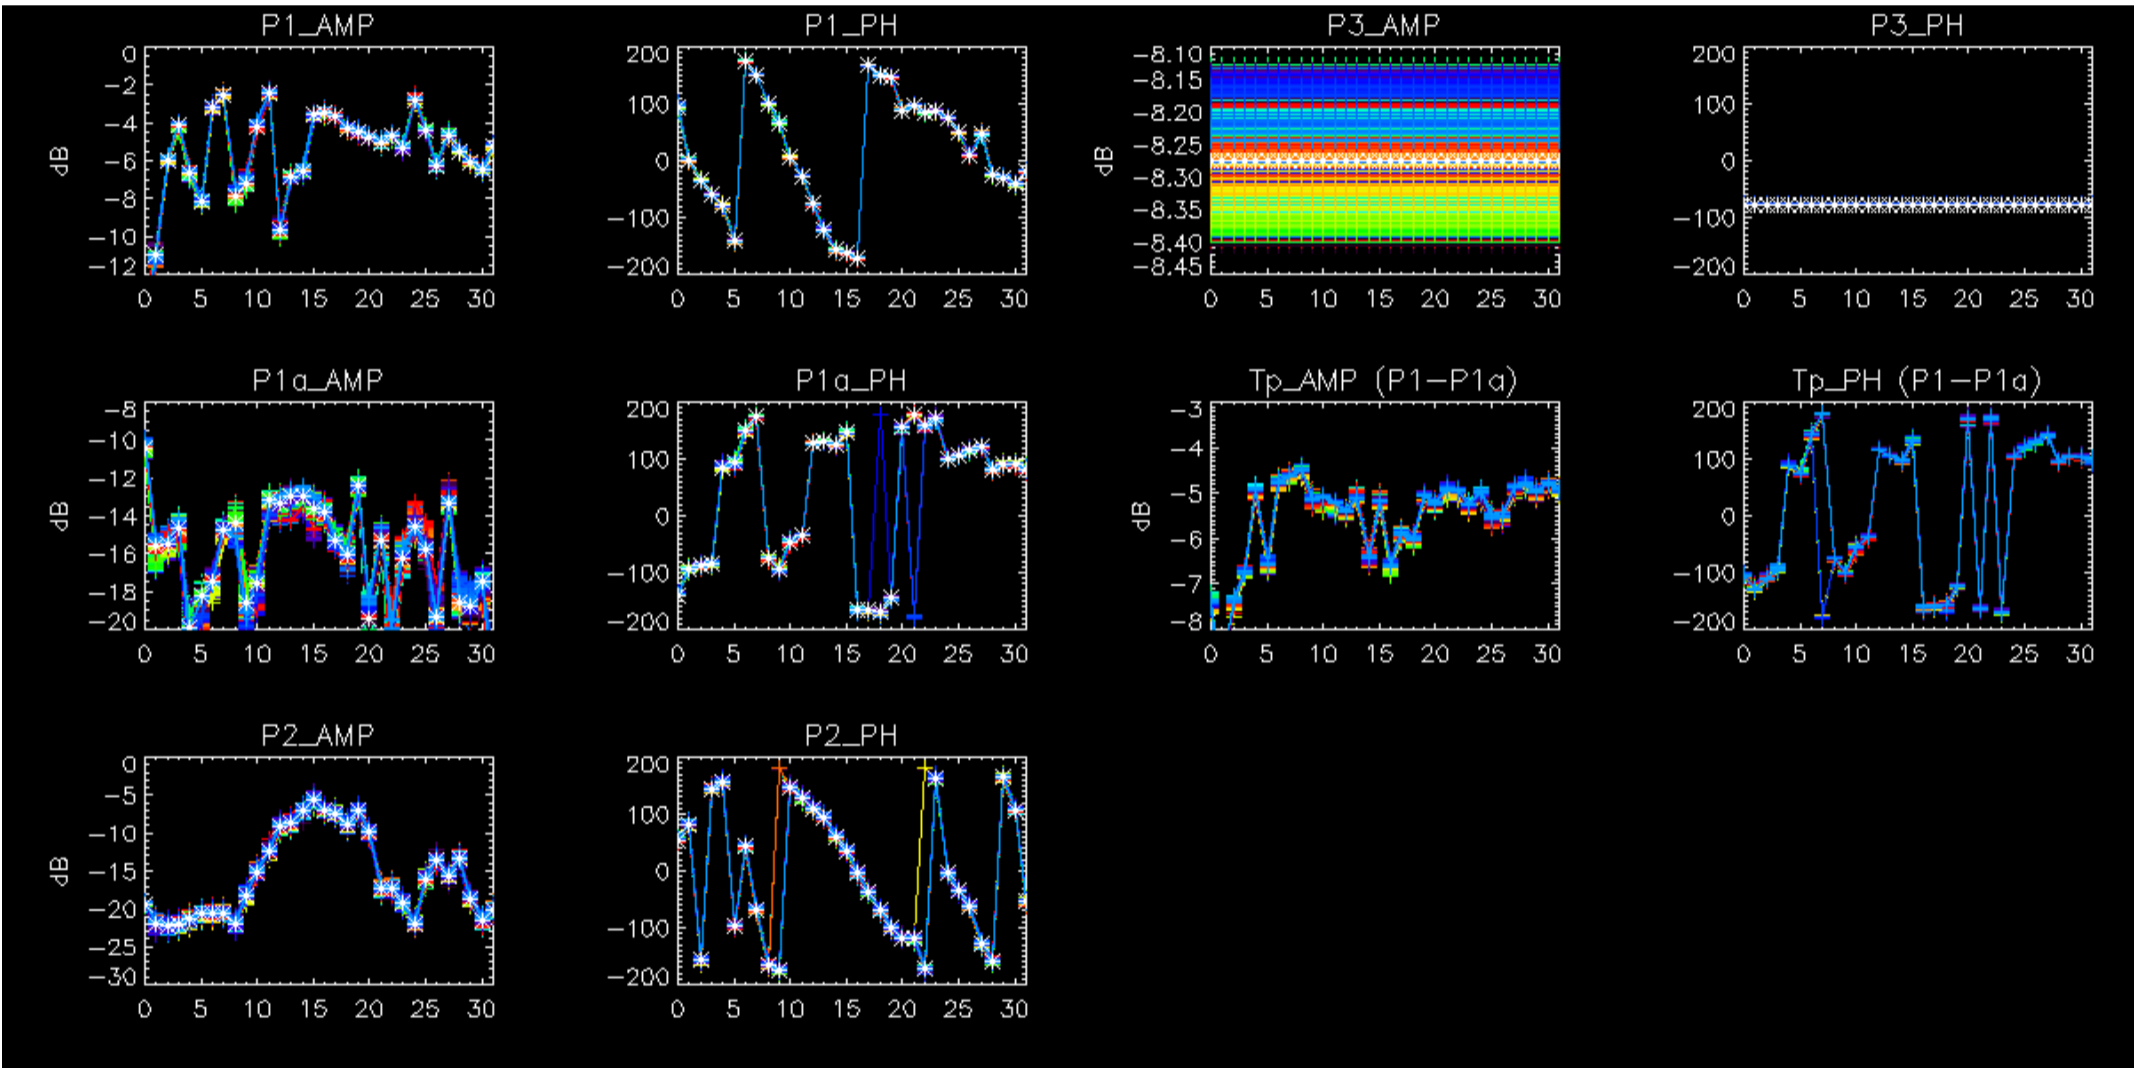 P1_AMP
0
-2
-4
-6
-8
-10
-12
dB
0 5 10 15 20 25 30
P1_PH
200
100
0
-100
-200
0 5 10 15 20 25 30
P3_AMP
-8.10
-8.15
-8.20
-8.25
-8.30
-8.35
-8.40
-8.45
dB
0 5 10 15 20 25 30
P3_PH
200
100
0
-100
-200
0 5 10 15 20 25 30
P1a_AMP
-8
-10
-12
-14
-16
-18
-20
dB
0 5 10 15 20 25 30
P1a_PH
200
100
0
-100
-200
0 5 10 15 20 25 30
Tp_AMP (P1-P1a)
-3
-4
-5
-6
-7
-8
dB
0 5 10 15 20 25 30
Tp_PH (P1-P1a)
200
100
0
-100
-200
0 5 10 15 20 25 30
P2_AMP
0
-5
-10
-15
-20
-25
-30
dB
0 5 10 15 20 25 30
P2_PH
200
100
0
-100
-200
0 5 10 15 20 25 30